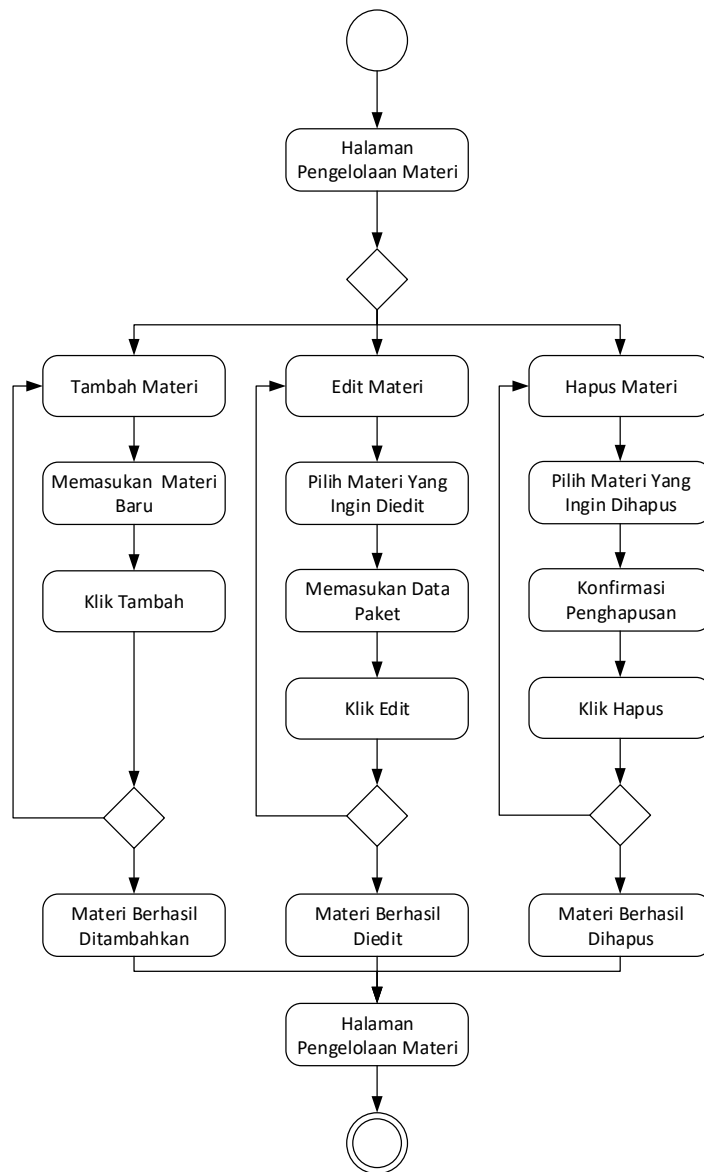 Halaman
Pengelolaan Materi
Tambah Materi
Memasukan  Materi
Baru
Klik Tambah
Materi Berhasil
Ditambahkan
Edit Materi
Pilih Materi Yang
Ingin Diedit
Memasukan Data
Paket
Klik Edit
Materi Berhasil
Diedit
Hapus Materi
Pilih Materi Yang
Ingin Dihapus
Konfirmasi
Penghapusan
Klik Hapus
Materi Berhasil
Dihapus
Halaman
Pengelolaan Materi